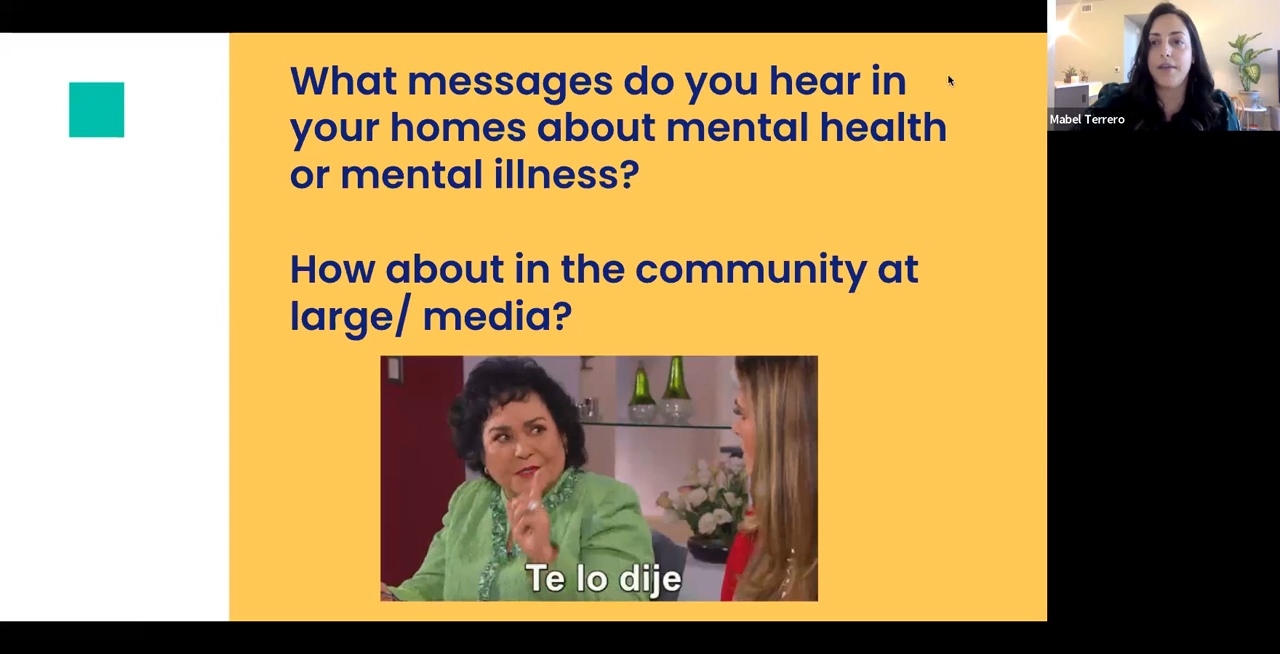 What messages do you hear in
your homes about mental health
or mental illness?
How about in the community at
large/ media?
Te lo dije
Mabel Terrero